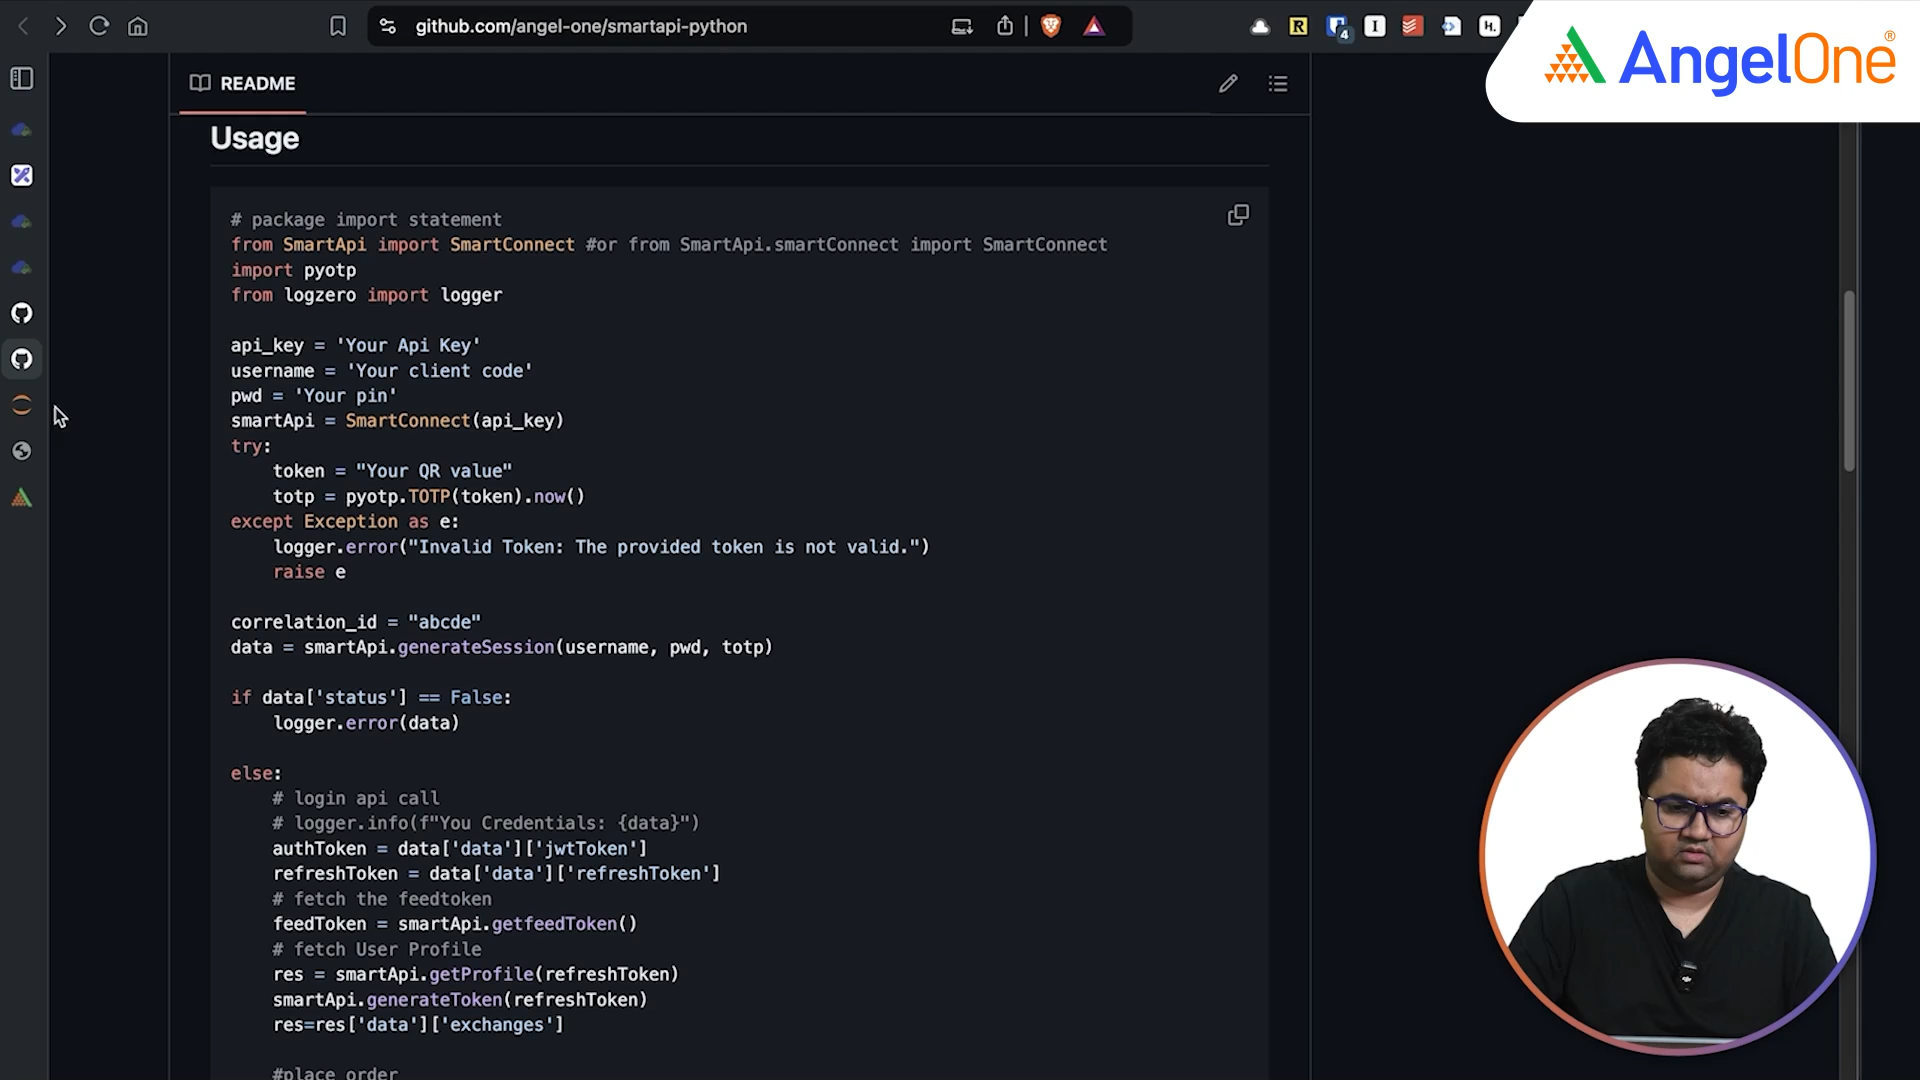 github.com/angel-one/smartapi-python
4
AngelOne®
README
Usage
# package import statement
from SmartApi import SmartConnect #or from SmartApi.smartConnect import SmartConnect
import pyotp
from logzero import logger
api_key = 'Your Api Key'
username = 'Your client code'
pwd = 'Your pin'
smartApi = SmartConnect(api_key)
try:
    token = "Your QR value"
    totp = pyotp.TOTP(token).now()
except Exception as e:
    logger.error("Invalid Token: The provided token is not valid.")
    raise e
correlation_id = "abcde"
data = smartApi.generateSession(username, pwd, totp)
if data['status'] == False:
    logger.error(data)
else:
    # login api call
    # logger.info(f"You Credentials: {data}")
    authToken = data['data']['jwtToken']
    refreshToken = data['data']['refreshToken']
    # fetch the feedtoken
    feedToken = smartApi.getfeedToken()
    # fetch User Profile
    res = smartApi.getProfile(refreshToken)
    smartApi.generateToken(refreshToken)
    res=res['data']['exchanges']
    #place order